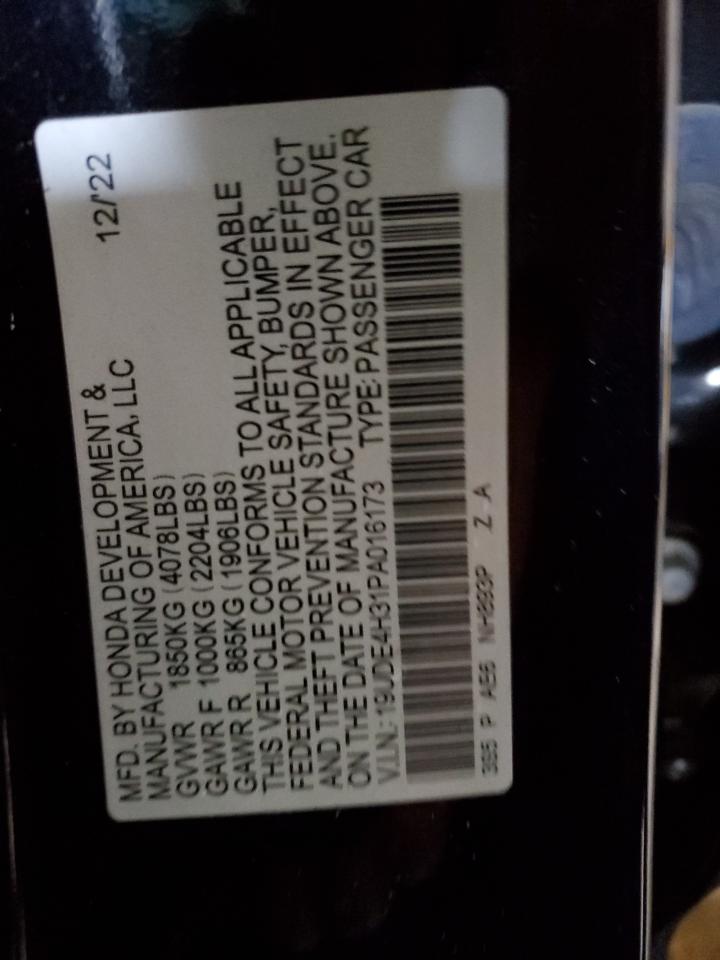 MFD. BY HONDA DEVELOPMENT &
MANUFACTURING OF AMERICA, LLC 12/'22
GVWR 1850KG (4078LBS)
GAWR F 1000KG (2204LBS)
GAWR R 865KG (1906LBS)
THIS VEHICLE CONFORMS TO ALL APPLICABLE
FEDERAL MOTOR VEHICLE SAFETY, BUMPER,
AND THEFT PREVENTION STANDARDS IN EFFECT
ON THE DATE OF MANUFACTURE SHOWN ABOVE.
V.I.N.: 19UDE4H31PA016173 TYPE:PASSENGER CAR
P NH893P Z A